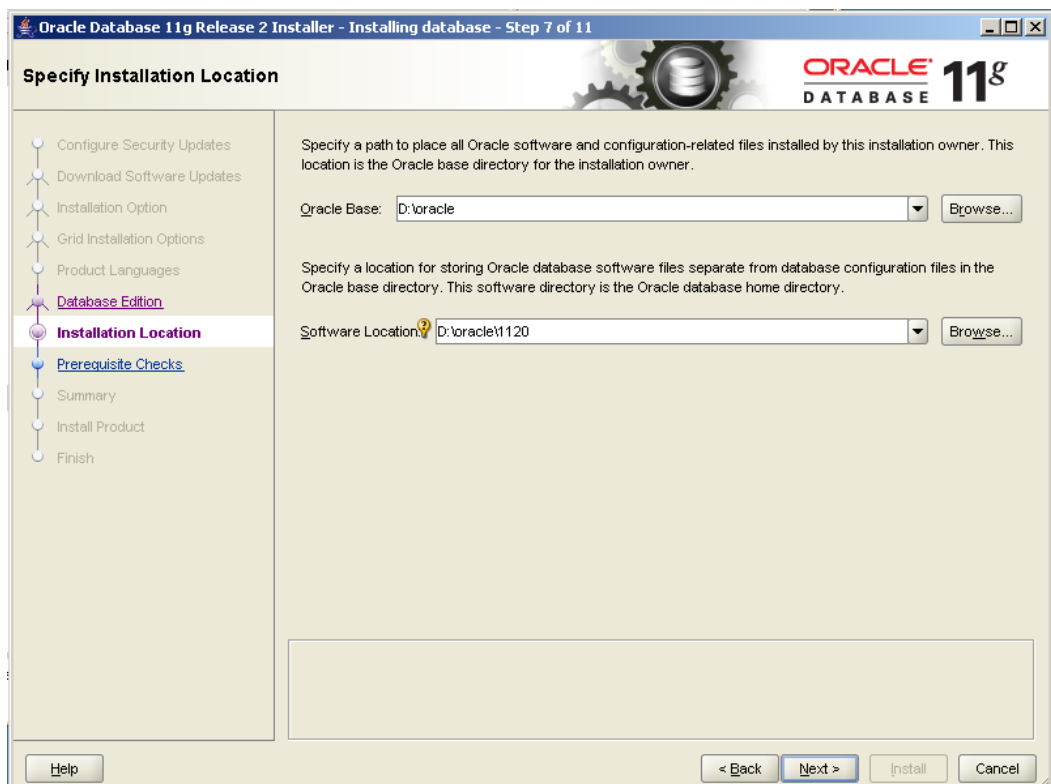 Oracle Database 11g Release 2 Installer - Installing database - Step 7 of 11
Specify Installation Location
ORACLE
DATABASE
11g
Configure Security Updates
Download Software Updates
Installation Option
Grid Installation Options
Product Languages
Database Edition
Installation Location
Prerequisite Checks
Summary
Install Product
Finish
Specify a path to place all Oracle software and configuration-related files installed by this installation owner. This
location is the Oracle base directory for the installation owner.
Oracle Base: D:\oracle Browse...
Specify a location for storing Oracle database software files separate from database configuration files in the
Oracle base directory. This software directory is the Oracle database home directory.
Software Location: D:\oracle\1120 Browse...
Help < Back Next > Install Cancel